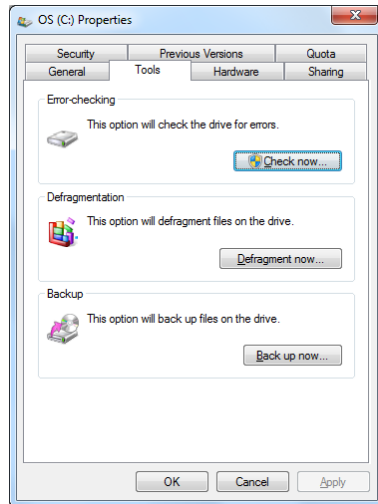 OS (C:) Properties
Security Previous Versions Quota
General Tools Hardware Sharing
Error-checking
This option will check the drive for errors.
Check now...
Defragmentation
This option will defragment files on the drive.
Defragment now...
Backup
This option will back up files on the drive.
Back up now...
OK Cancel Apply